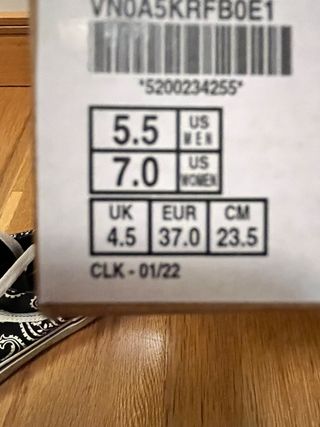 VN0A5KRFB0E1
*5200234255*
5.5 US MEN
7.0 US WOMEN
UK EUR CM
4.5 37.0 23.5
CLK - 01/22